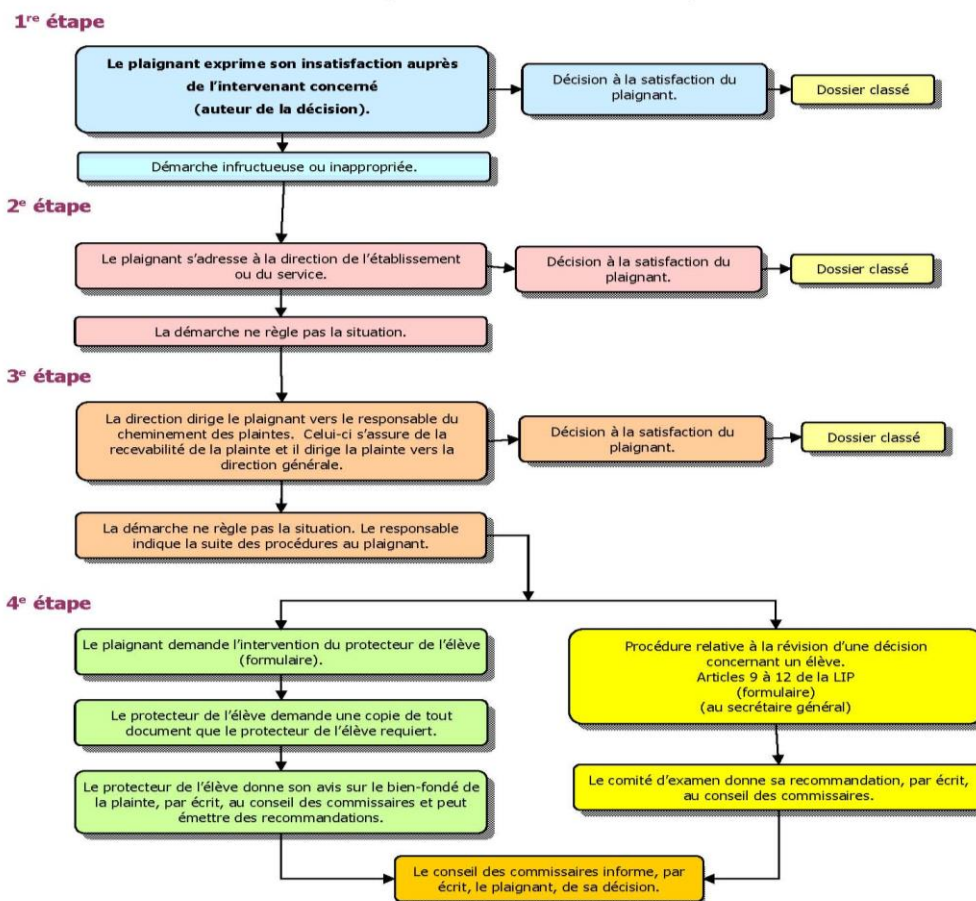 1re étape
Le plaignant exprime son insatisfaction auprès
de l'intervenant concerné
(auteur de la décision).
Décision à la satisfaction du
plaignant.
Dossier classé
Démarche infructueuse ou inappropriée.
2e étape
Le plaignant s'adresse à la direction de l'établissement
ou du service.
Décision à la satisfaction du
plaignant.
Dossier classé
La démarche ne règle pas la situation.
3e étape
La direction dirige le plaignant vers le responsable du
cheminement des plaintes. Celui-ci s'assure de la
recevabilité de la plainte et il dirige la plainte vers la
direction générale.
Décision à la satisfaction du
plaignant.
Dossier classé
La démarche ne règle pas la situation. Le responsable
indique la suite des procédures au plaignant.
4e étape
Le plaignant demande l'intervention du protecteur de l'élève
(formulaire).
Le protecteur de l'élève demande une copie de tout
document que le protecteur de l'élève requiert.
Le protecteur de l'élève donne son avis sur le bien-fondé de
la plainte, par écrit, au conseil des commissaires et peut
émettre des recommandations.
Procédure relative à la révision d'une décision
concernant un élève.
Articles 9 à 12 de la LIP
(formulaire)
(au secrétaire général)
Le comité d'examen donne sa recommandation, par écrit,
au conseil des commissaires.
Le conseil des commissaires informe, par
écrit, le plaignant, de sa décision.